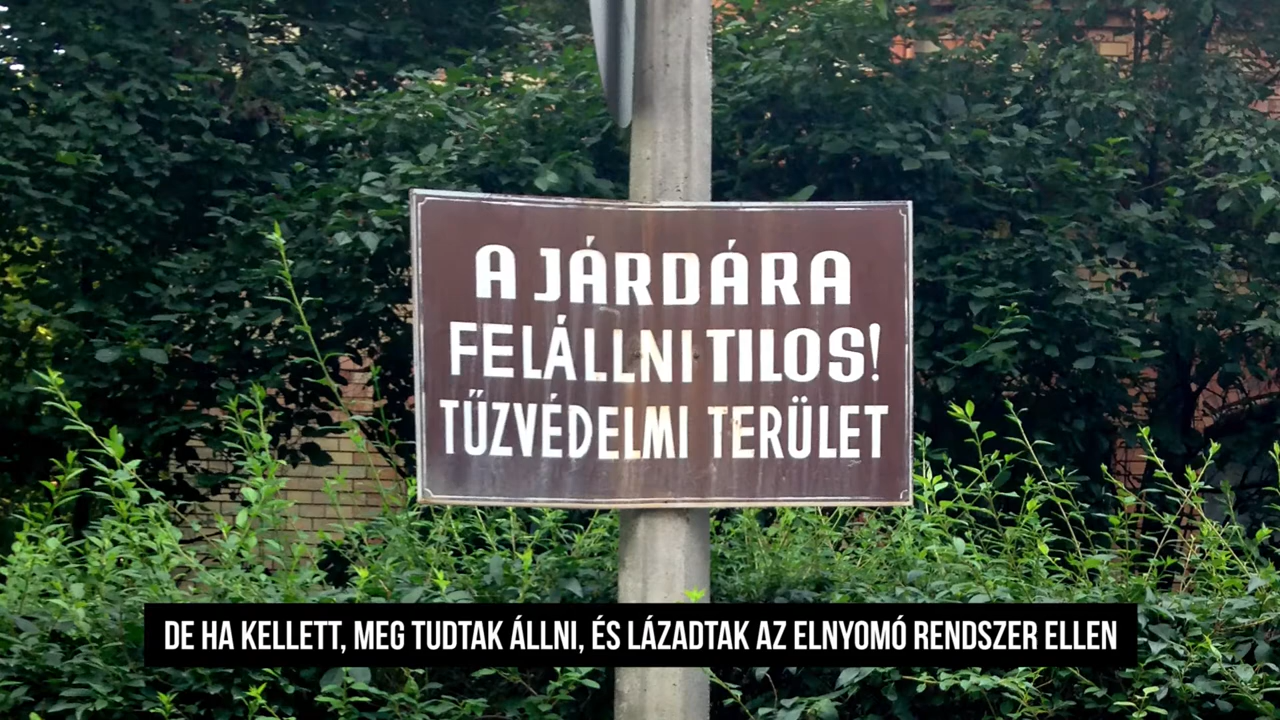 A JÁRDÁRA
FELÁLLNI TILOS!
TŰZVÉDELMI TERÜLET
DE HA KELLETT, MEG TUDTAK ÁLLNI, ÉS LÁZADTAK AZ ELNYOMÓ RENDSZER ELLEN